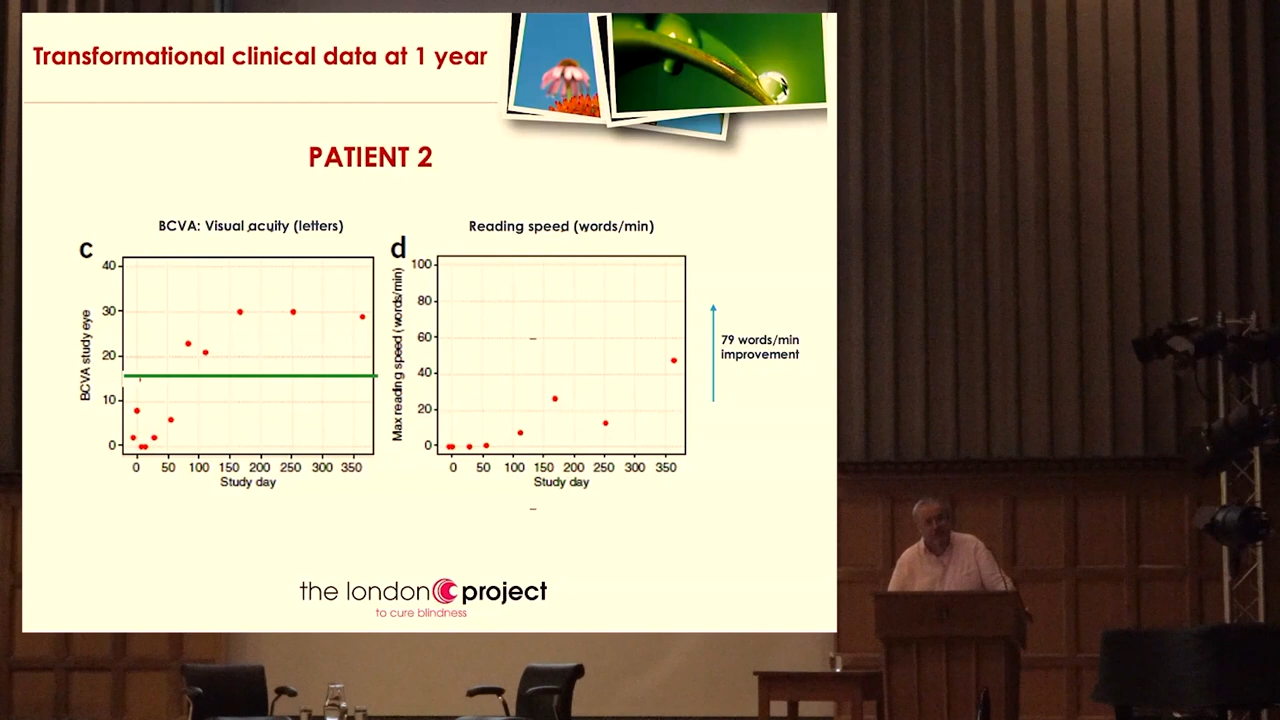 Transformational clinical data at 1 year
PATIENT 2
BCVA: Visual acuity (letters)
c
BCVA study eye
40
30
20
10
0
0 50 100 150 200 250 300 350
Study day
Reading speed (words/min)
d
Max reading speed (words/min)
100
80
60
40
20
0
0 50 100 150 200 250 300 350
Study day
79 words/min
improvement
the london project
to cure blindness